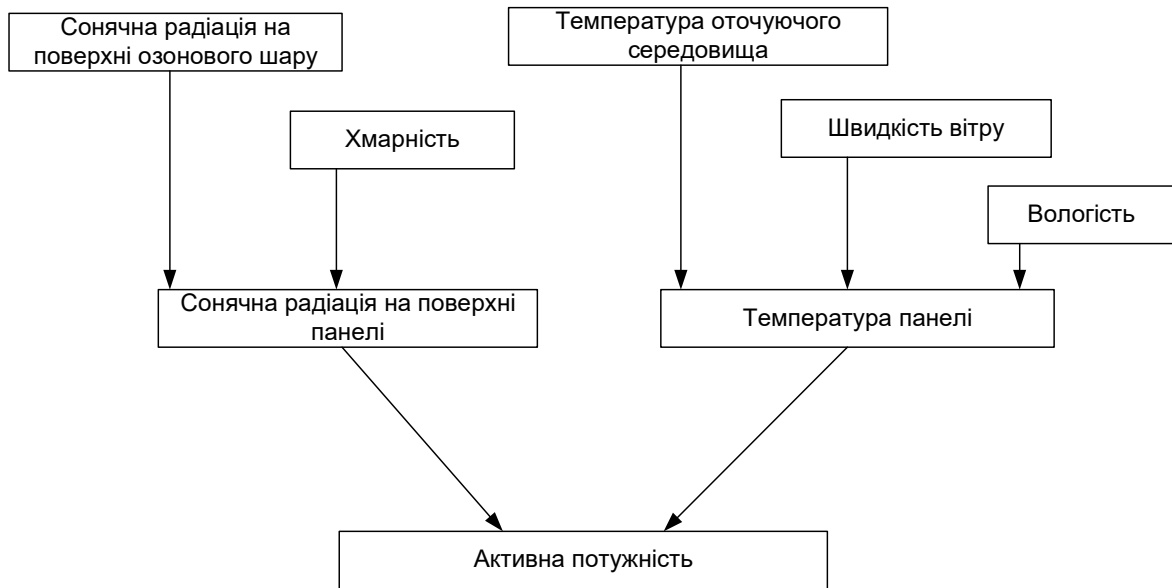 Сонячна радіація на
поверхні озонового шару
Температура оточуючого
середовища
Хмарність
Швидкість вітру
Вологість
Сонячна радіація на поверхні
панелі
Температура панелі
Активна потужність